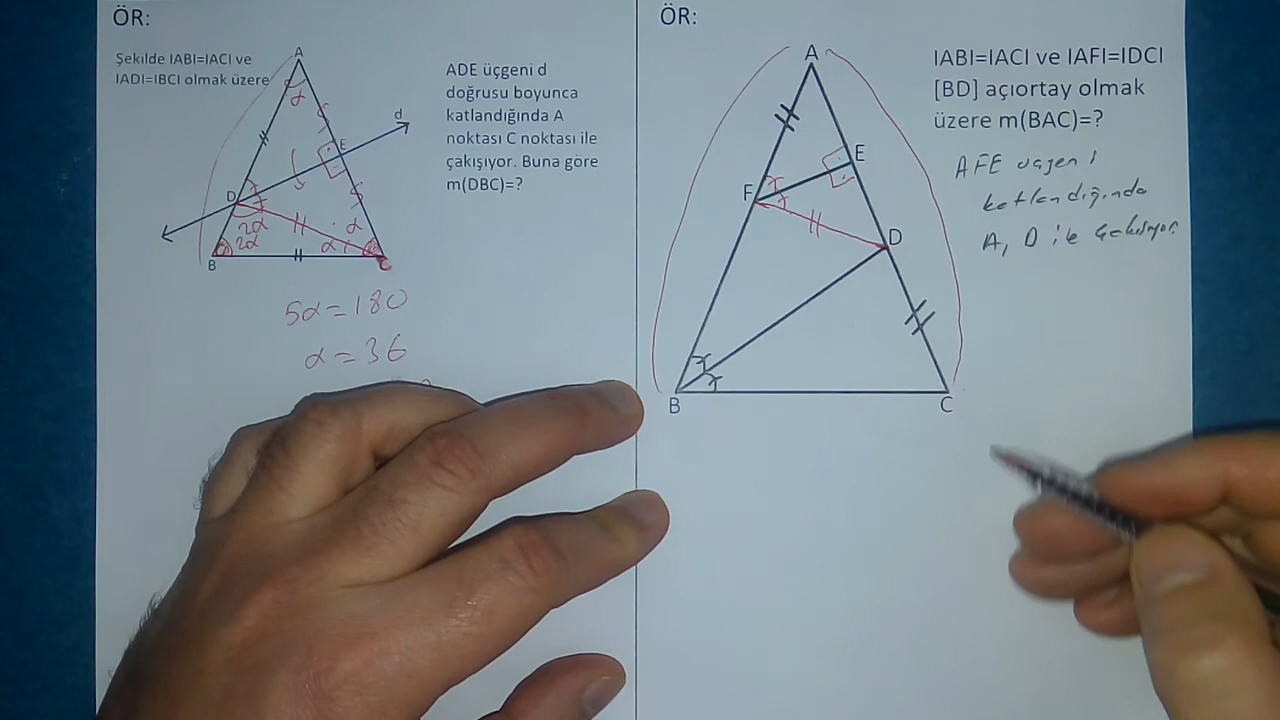 ÖR:
Şekilde IABI=IACI ve
IADI=IBCI olmak üzere
A
α
d
E
D
2α
α
2α
α
B
C
ADE üçgeni d
doğrusu boyunca
katlandığında A
noktası C noktası ile
çakışıyor. Buna göre
m(DBC)=?
5α=180
α=36
ÖR:
A
E
F
x
x
D
x
x
B
C
IABI=IACI ve IAFI=IDCI
[BD] açıortay olmak
üzere m(BAC)=?
AFE üçgeni
katlandığında
A, D ile çakışıyor.